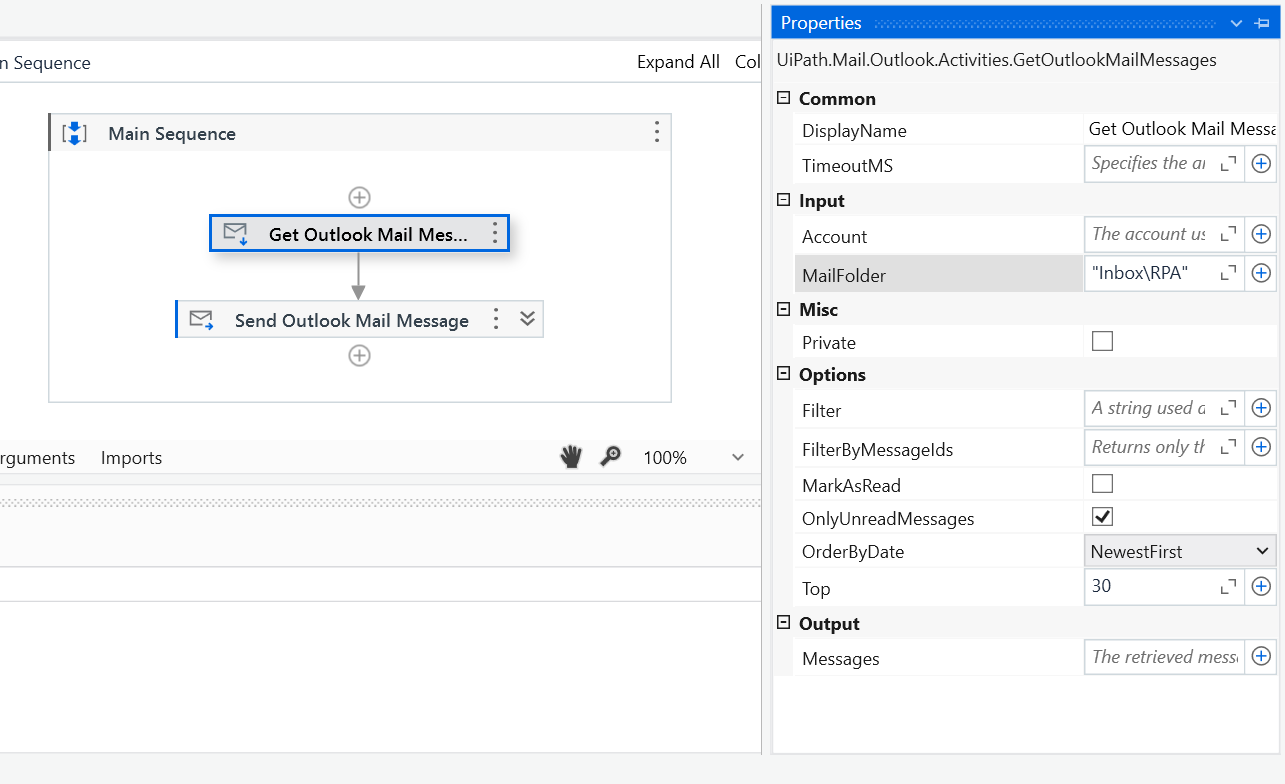 n Sequence
Expand All
Col
Main Sequence
Get Outlook Mail Mes...
Send Outlook Mail Message
rguments
Imports
100%
Properties
UiPath.Mail.Outlook.Activities.GetOutlookMailMessages
Common
DisplayName
Get Outlook Mail Messa
TimeoutMS
Specifies the ar
Input
Account
The account us
MailFolder
"Inbox\RPA"
Misc
Private
Options
Filter
A string used a
FilterByMessageIds
Returns only th
MarkAsRead
OnlyUnreadMessages
OrderByDate
NewestFirst
Top
30
Output
Messages
The retrieved mess